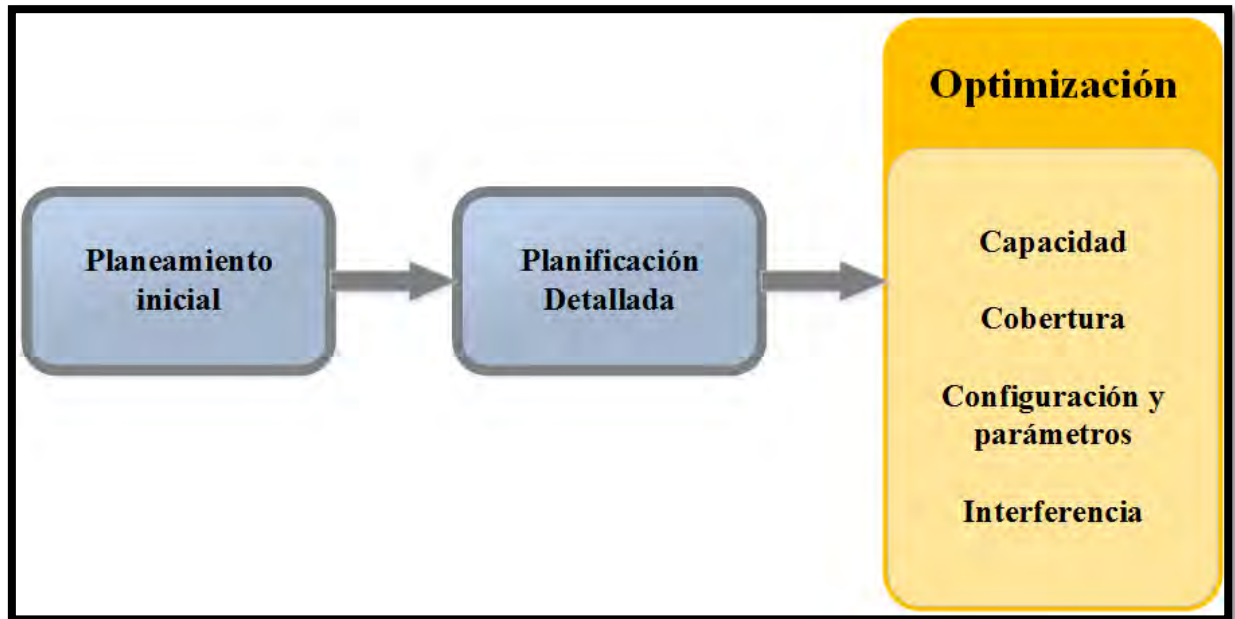 Planeamiento
inicial
Planificación
Detallada
Optimización
Capacidad
Cobertura
Configuración y
parámetros
Interferencia